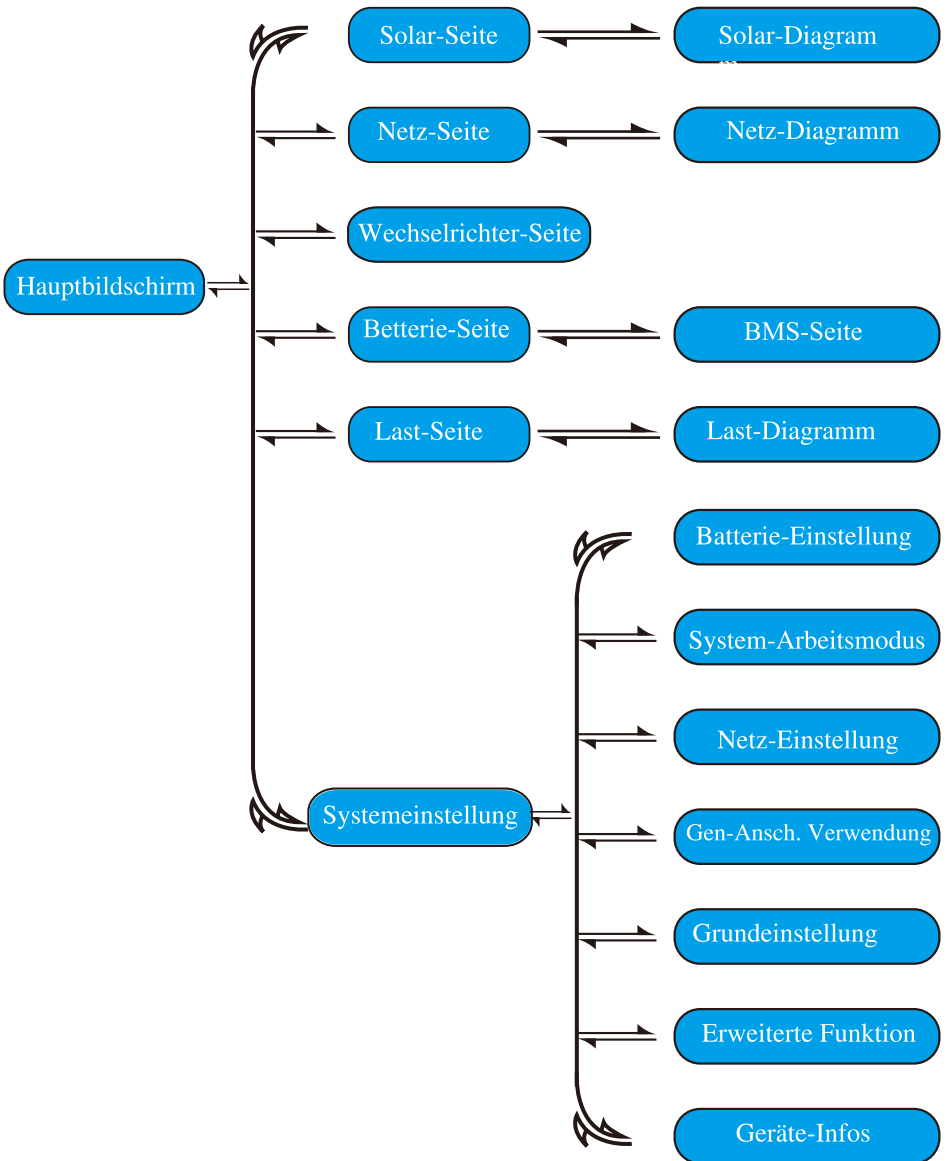 Solar-Seite
Solar-Diagram
m
Netz-Seite
Netz-Diagramm
Wechselrichter-Seite
Hauptbildschirm
Betterie-Seite
BMS-Seite
Last-Seite
Last-Diagramm
Batterie-Einstellung
System-Arbeitsmodus
Netz-Einstellung
Systemeinstellung
Gen-Ansch. Verwendung
Grundeinstellung
Erweiterte Funktion
Geräte-Infos